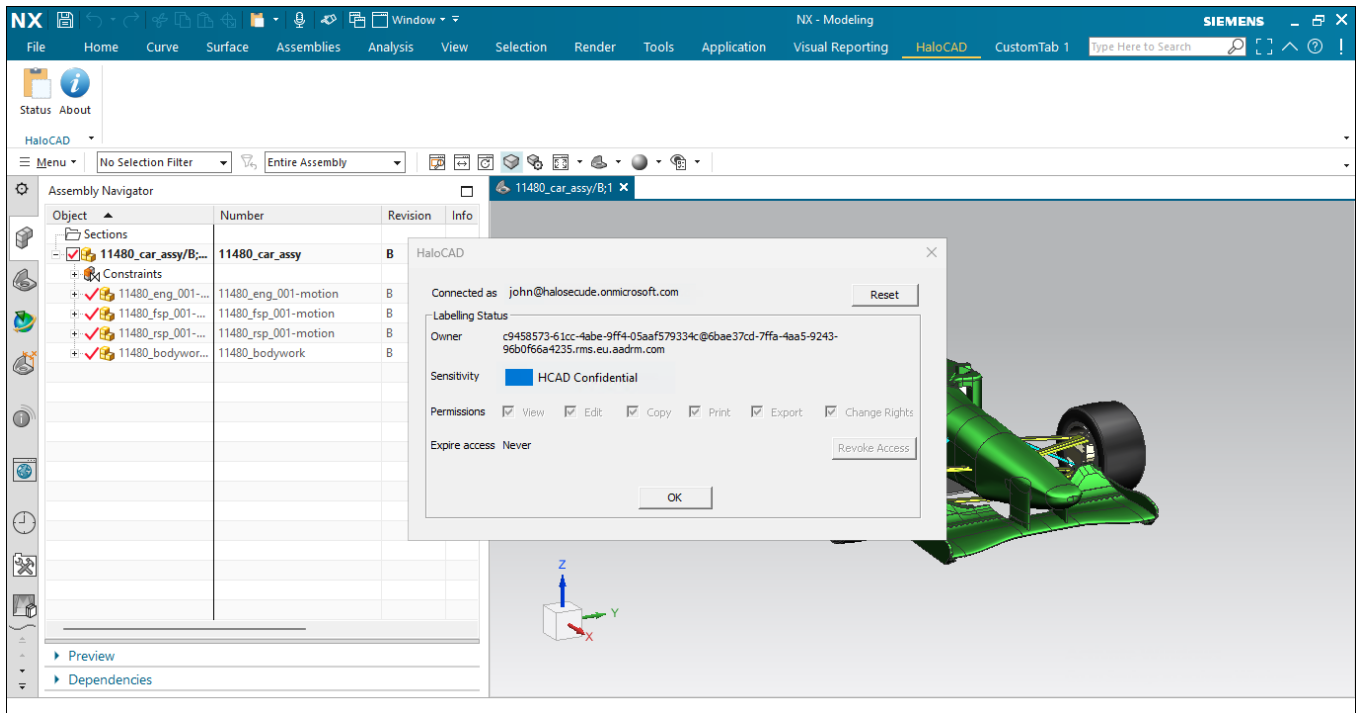 NX Window NX - Modeling SIEMENS
File Home Curve Surface Assemblies Analysis View Selection Render Tools Application Visual Reporting HaloCAD CustomTab 1 Type Here to Search
Status About
HaloCAD
Menu No Selection Filter Entire Assembly
Assembly Navigator
11480_car_assy/B;1
Object Number Revision Info
Sections
11480_car_assy/B;... 11480_car_assy B
Constraints
11480_eng_001-... 11480_eng_001-motion B
11480_fsp_001-... 11480_fsp_001-motion B
11480_rsp_001-... 11480_rsp_001-motion B
11480_bodywor... 11480_bodywork B
HaloCAD
Connected as john@halosecude.onmicrosoft.com Reset
Labelling Status
Owner c9458573-61cc-4abe-9ff4-05aaf579334c@6bae37cd-7ffa-4aa5-9243-
96b0f66a4235.rms.eu.aadrm.com
Sensitivity HCAD Confidential
Permissions View Edit Copy Print Export Change Rights
Expire access Never Revoke Access
OK
Z
Y
X
Preview
Dependencies